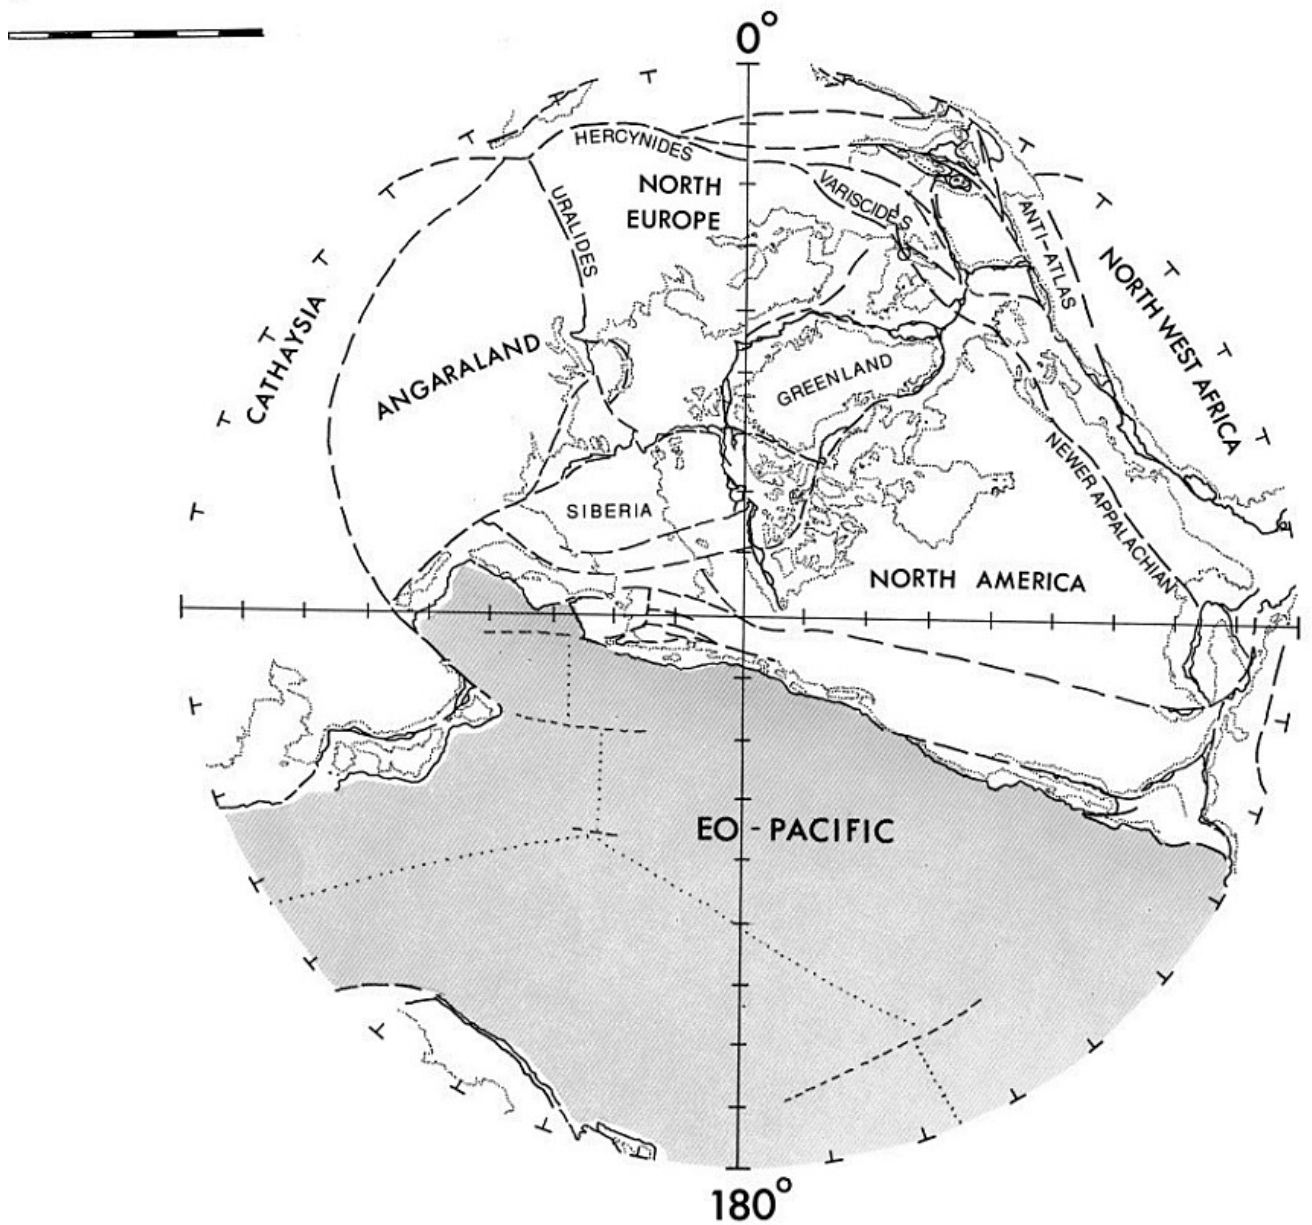 0°
HERCYNIDES
NORTH
EUROPE
VARISCIDES
URALIDES
ANTI-ATLAS
NORTH WEST AFRICA
CATHAYSIA
ANGARALAND
GREENLAND
NEWER APPALACHIAN
SIBERIA
NORTH AMERICA
EO-PACIFIC
180°